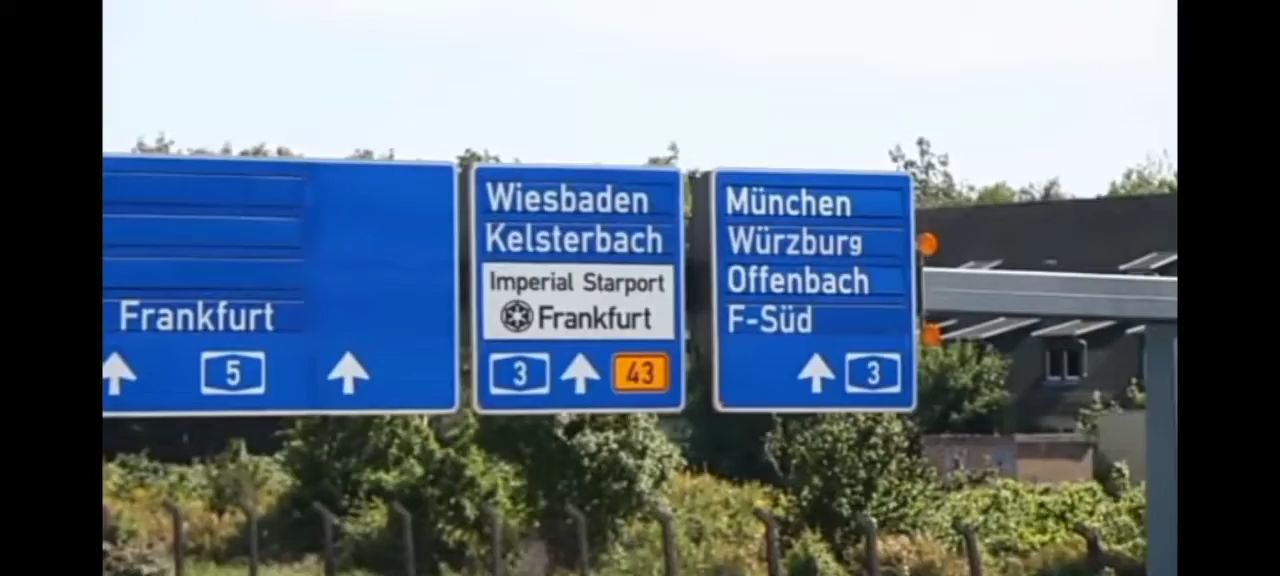 Frankfurt
5
Wiesbaden
Kelsterbach
Imperial Starport
Frankfurt
3 43
München
Würzburg
Offenbach
F-Süd
3